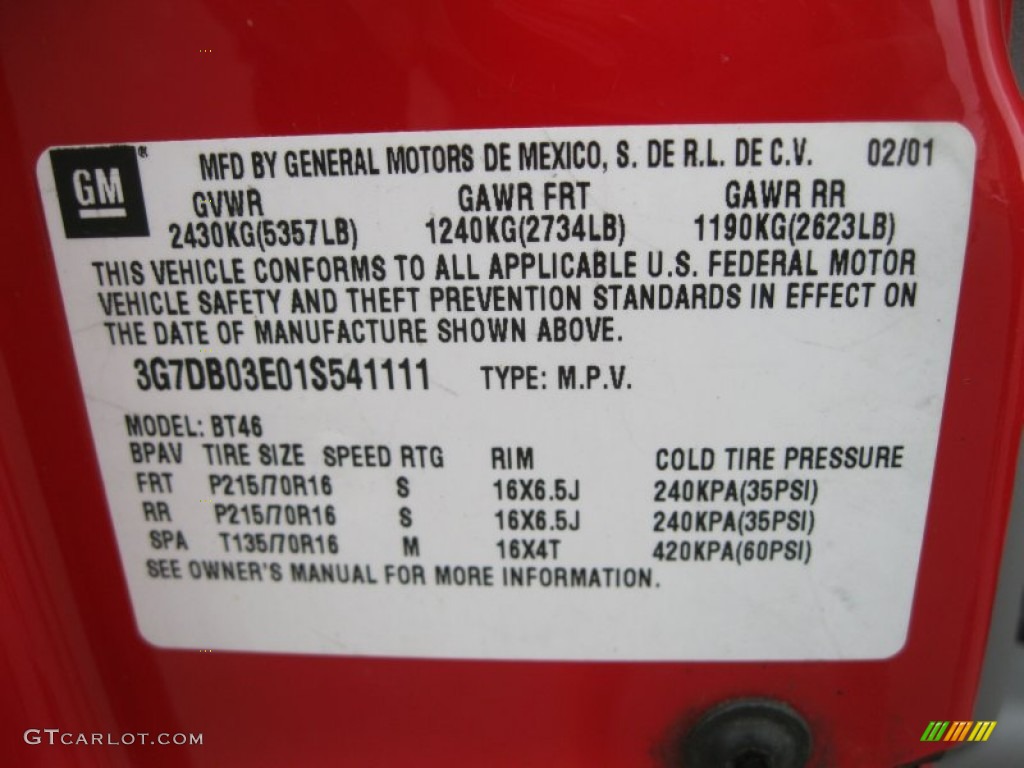 GM® MFD BY GENERAL MOTORS DE MEXICO, S. DE R.L. DE C.V. 02/01
GVWR GAWR FRT GAWR RR
2430KG(5357LB) 1240KG(2734LB) 1190KG(2623LB)
THIS VEHICLE CONFORMS TO ALL APPLICABLE U.S. FEDERAL MOTOR
VEHICLE SAFETY AND THEFT PREVENTION STANDARDS IN EFFECT ON
THE DATE OF MANUFACTURE SHOWN ABOVE.
3G7DB03E01S541111 TYPE: M.P.V.
MODEL: BT46
BPAV TIRE SIZE SPEED RTG RIM COLD TIRE PRESSURE
FRT P215/70R16 S 16X6.5J 240KPA(35PSI)
RR P215/70R16 S 16X6.5J 240KPA(35PSI)
SPA T135/70R16 M 16X4T 420KPA(60PSI)
SEE OWNER'S MANUAL FOR MORE INFORMATION.
GTCARLOT.COM